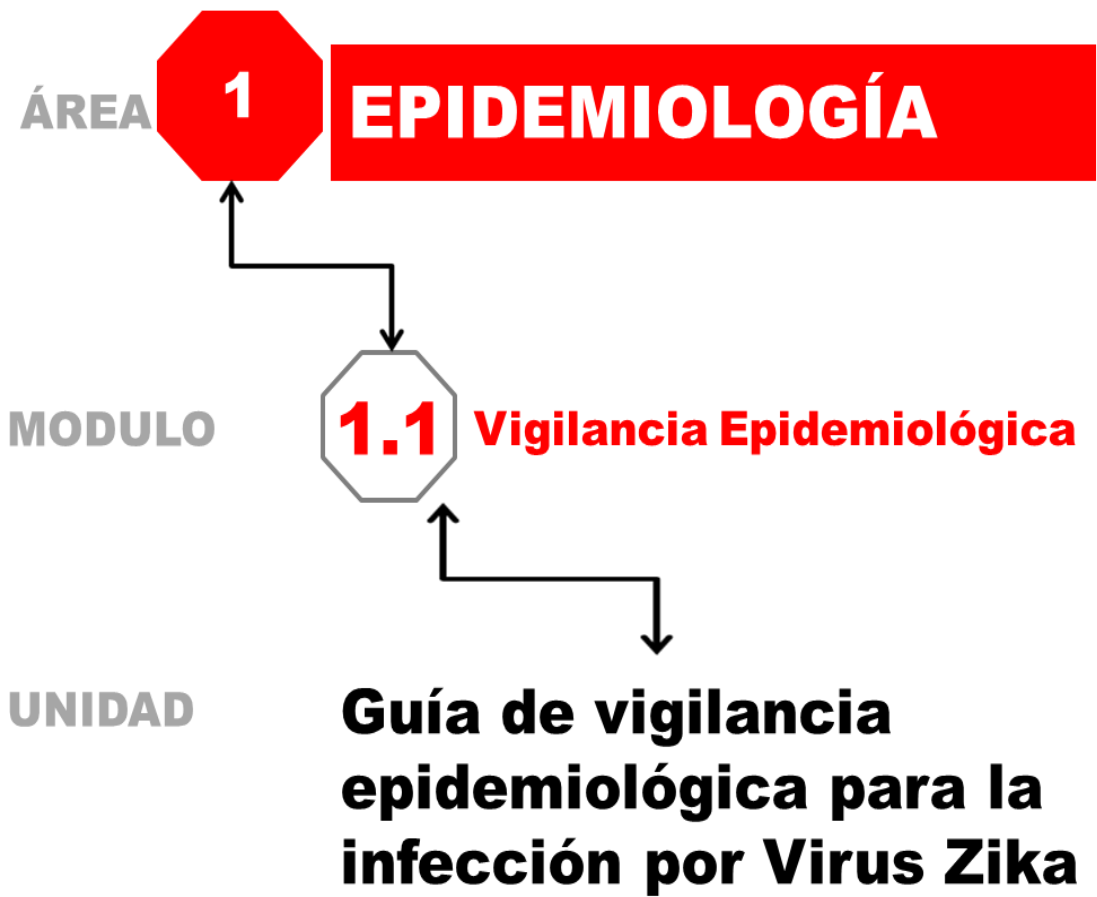 ÁREA 1 EPIDEMIOLOGÍA
MODULO 1.1 Vigilancia Epidemiológica
UNIDAD Guía de vigilancia
epidemiológica para la
infección por Virus Zika